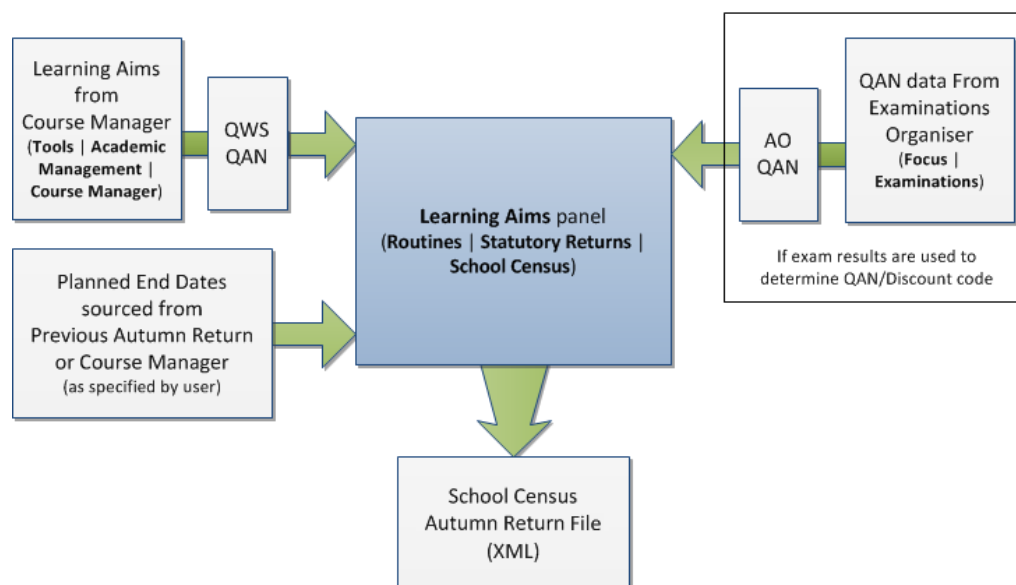 Learning Aims
from
Course Manager
(Tools | Academic
Management |
Course Manager)
QWS
QAN
Learning Aims panel
(Routines | Statutory Returns |
School Census)
AO
QAN
QAN data From
Examinations
Organiser
(Focus |
Examinations)
If exam results are used to
determine QAN/Discount code
Planned End Dates
sourced from
Previous Autumn Return
or Course Manager
(as specified by user)
School Census
Autumn Return File
(XML)